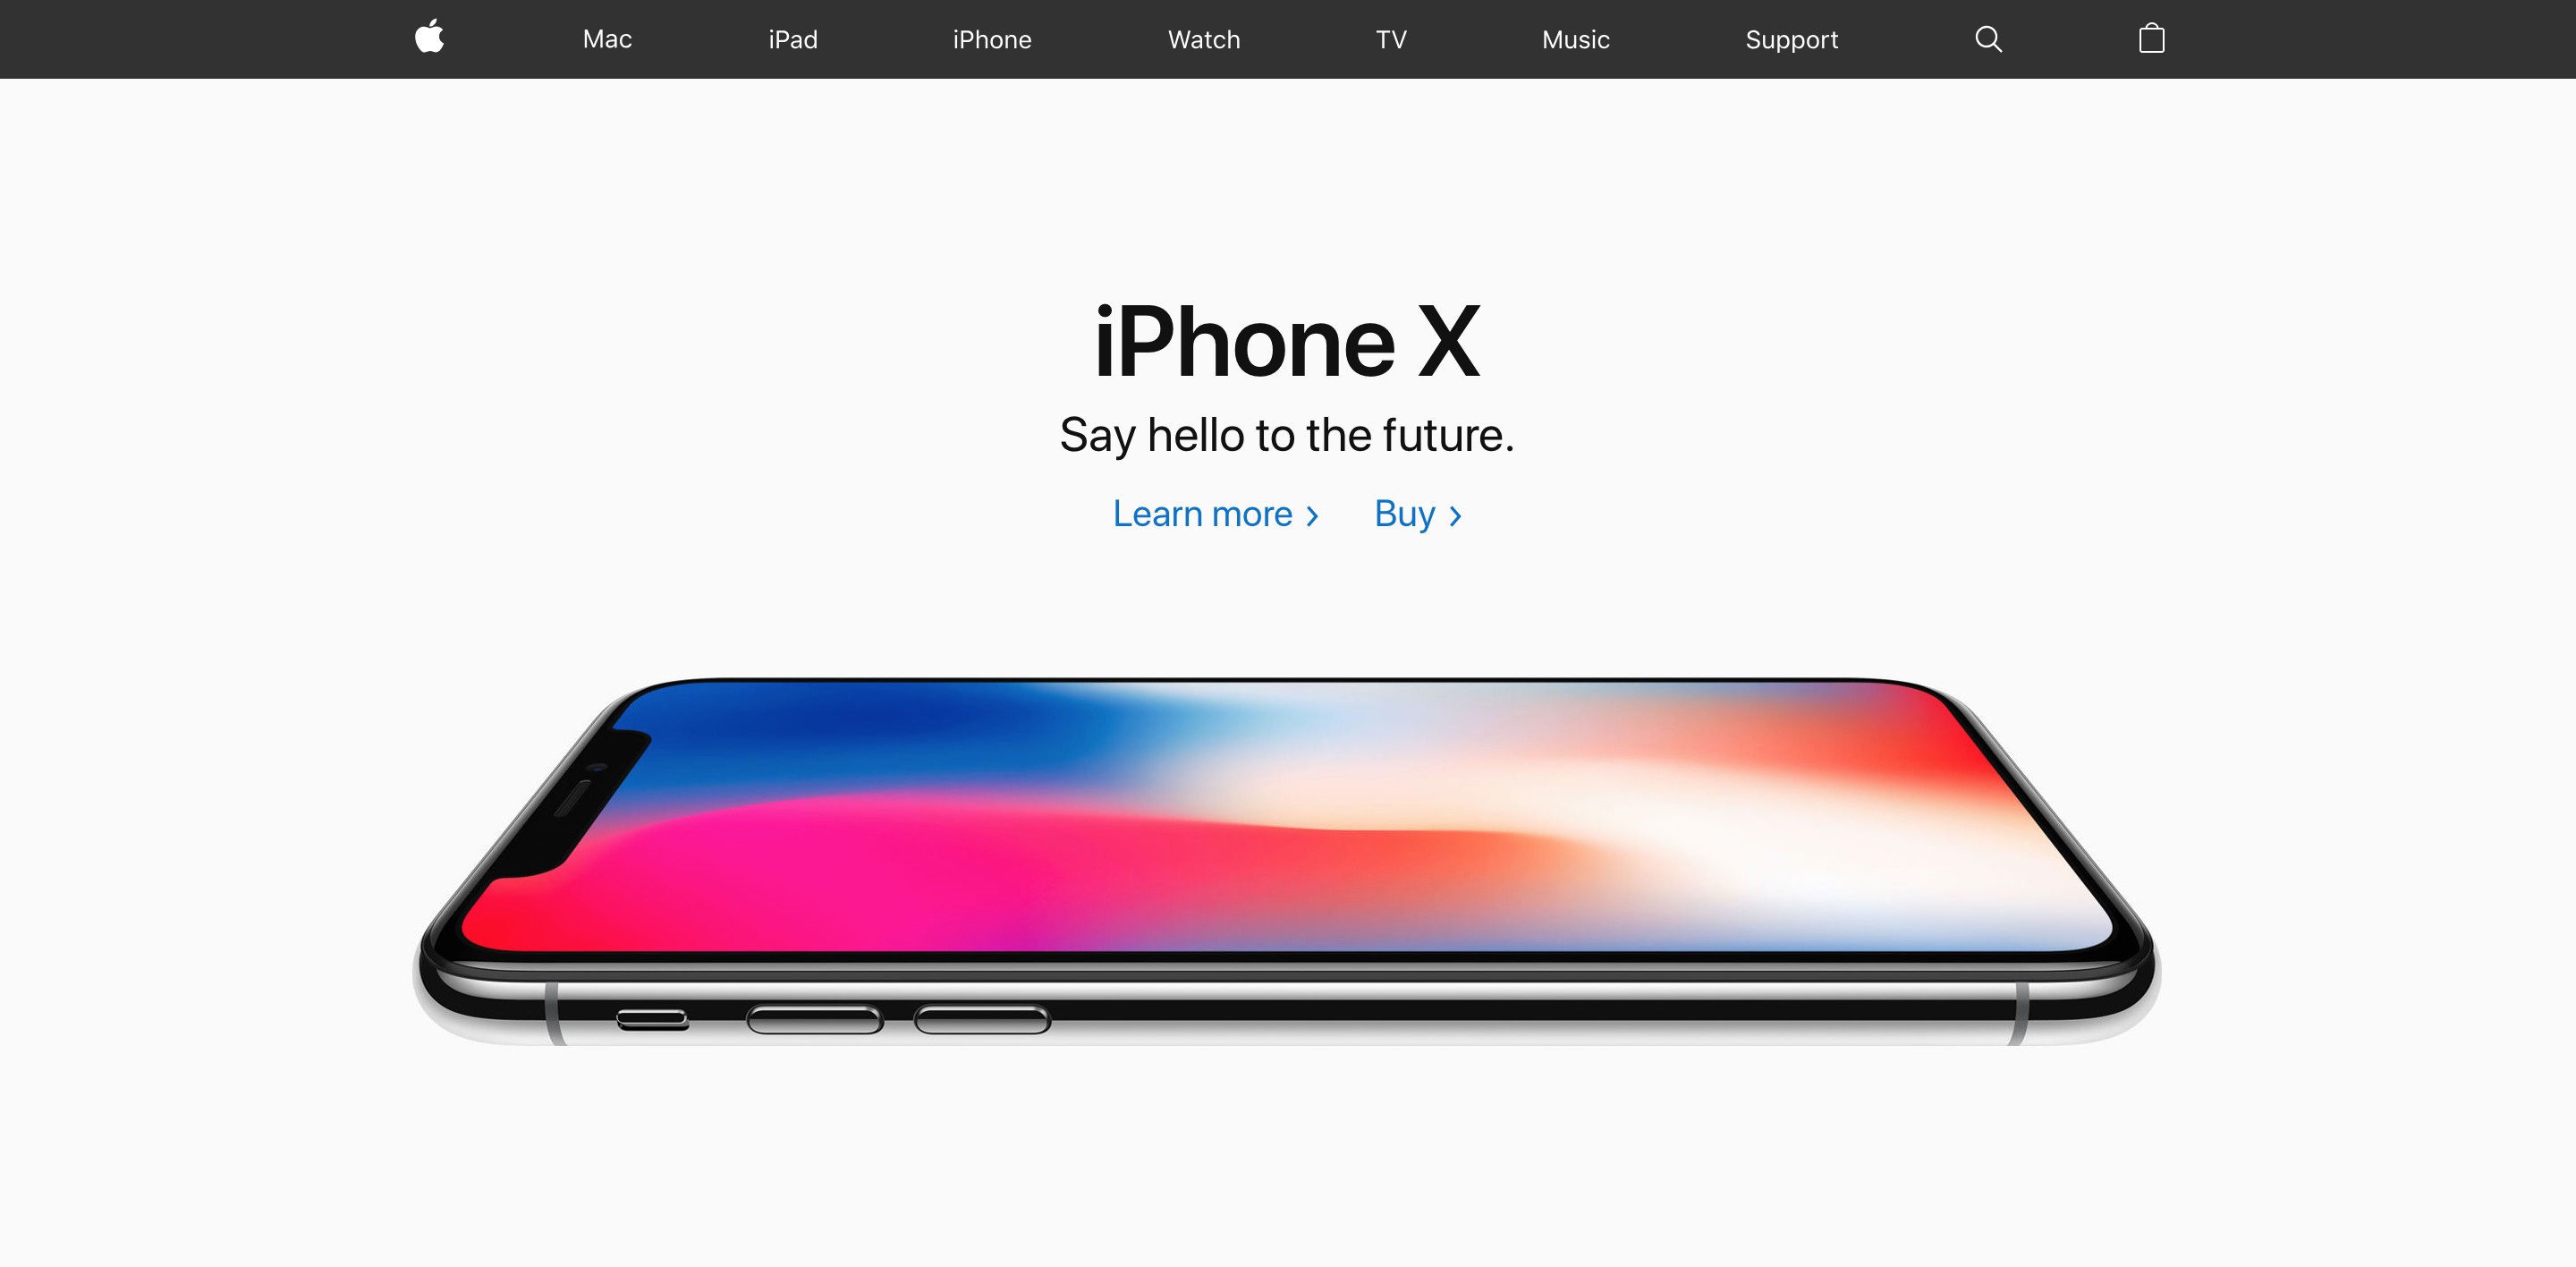 Mac iPad iPhone Watch TV Music Support
iPhone X
Say hello to the future.
Learn more > Buy >